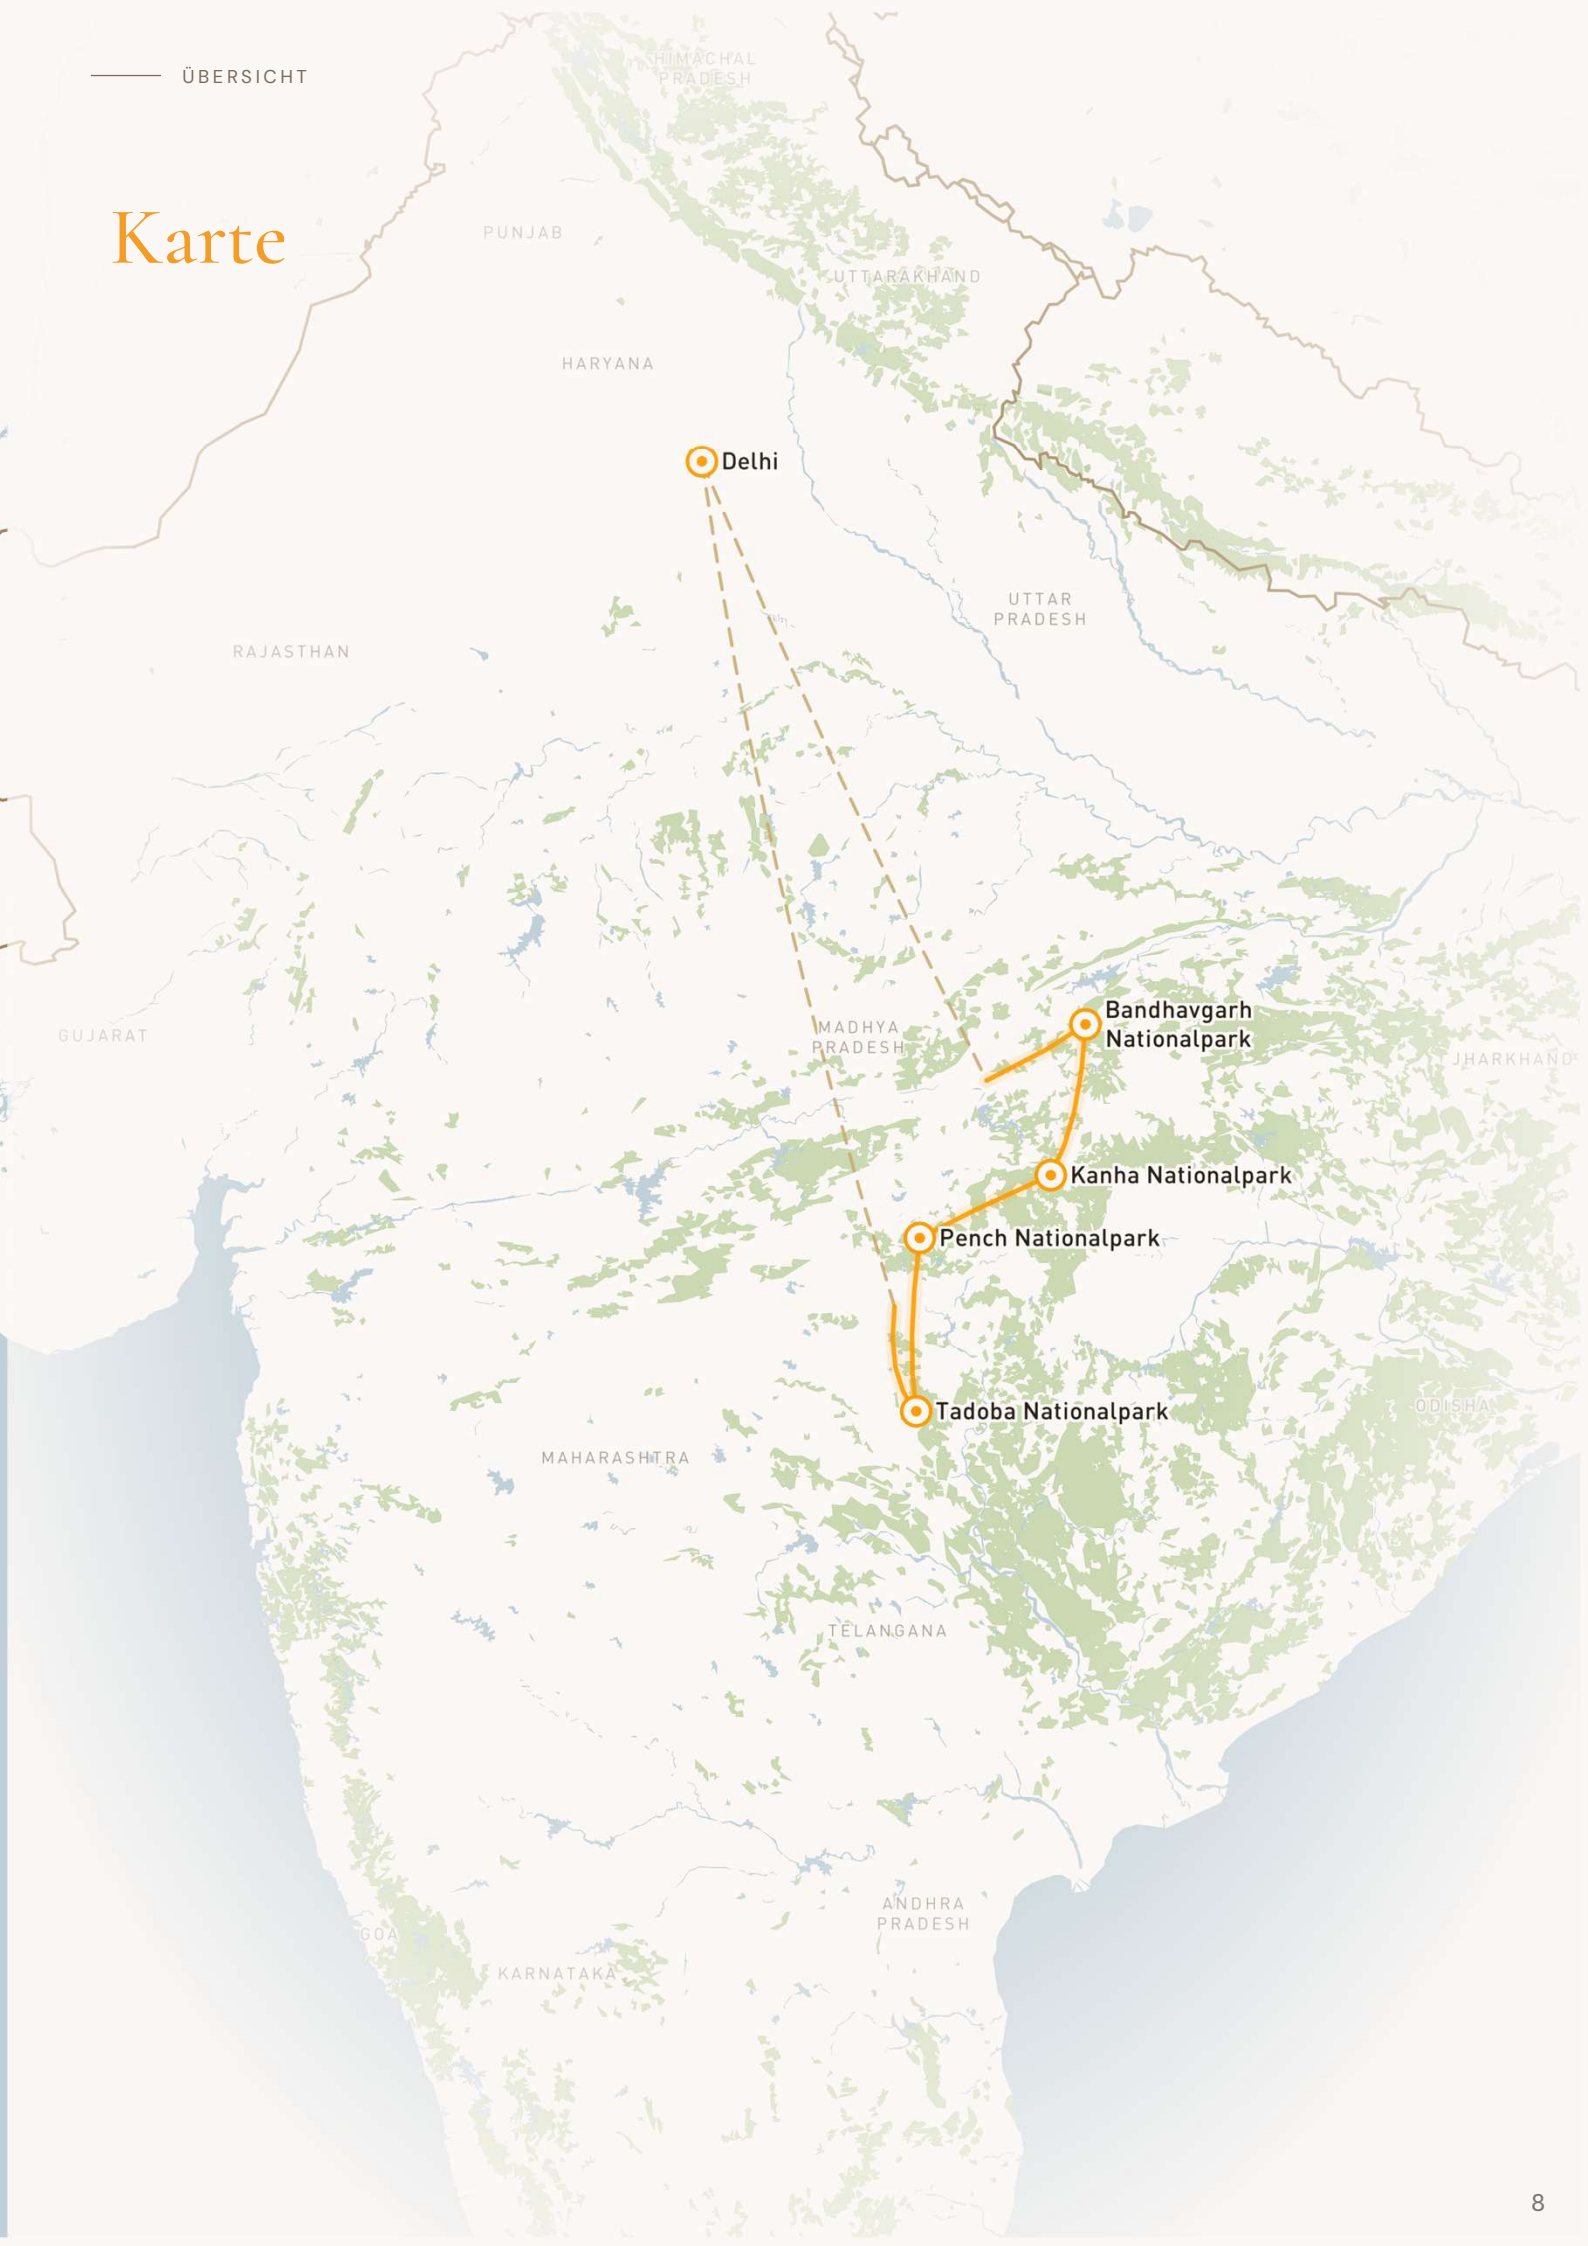 ÜBERSICHT
HIMACHAL
PRADESH
Karte
PUNJAB
UTTARAKHAND
HARYANA
Delhi
UTTAR
PRADESH
RAJASTHAN
Bandhavgarh
Nationalpark
MADHYA
PRADESH
GUJARAT
JHARKHAND
Kanha Nationalpark
Pench Nationalpark
Tadoba Nationalpark
ODISHA
MAHARASHTRA
TELANGANA
ANDHRA
PRADESH
GOA
KARNATAKA
8